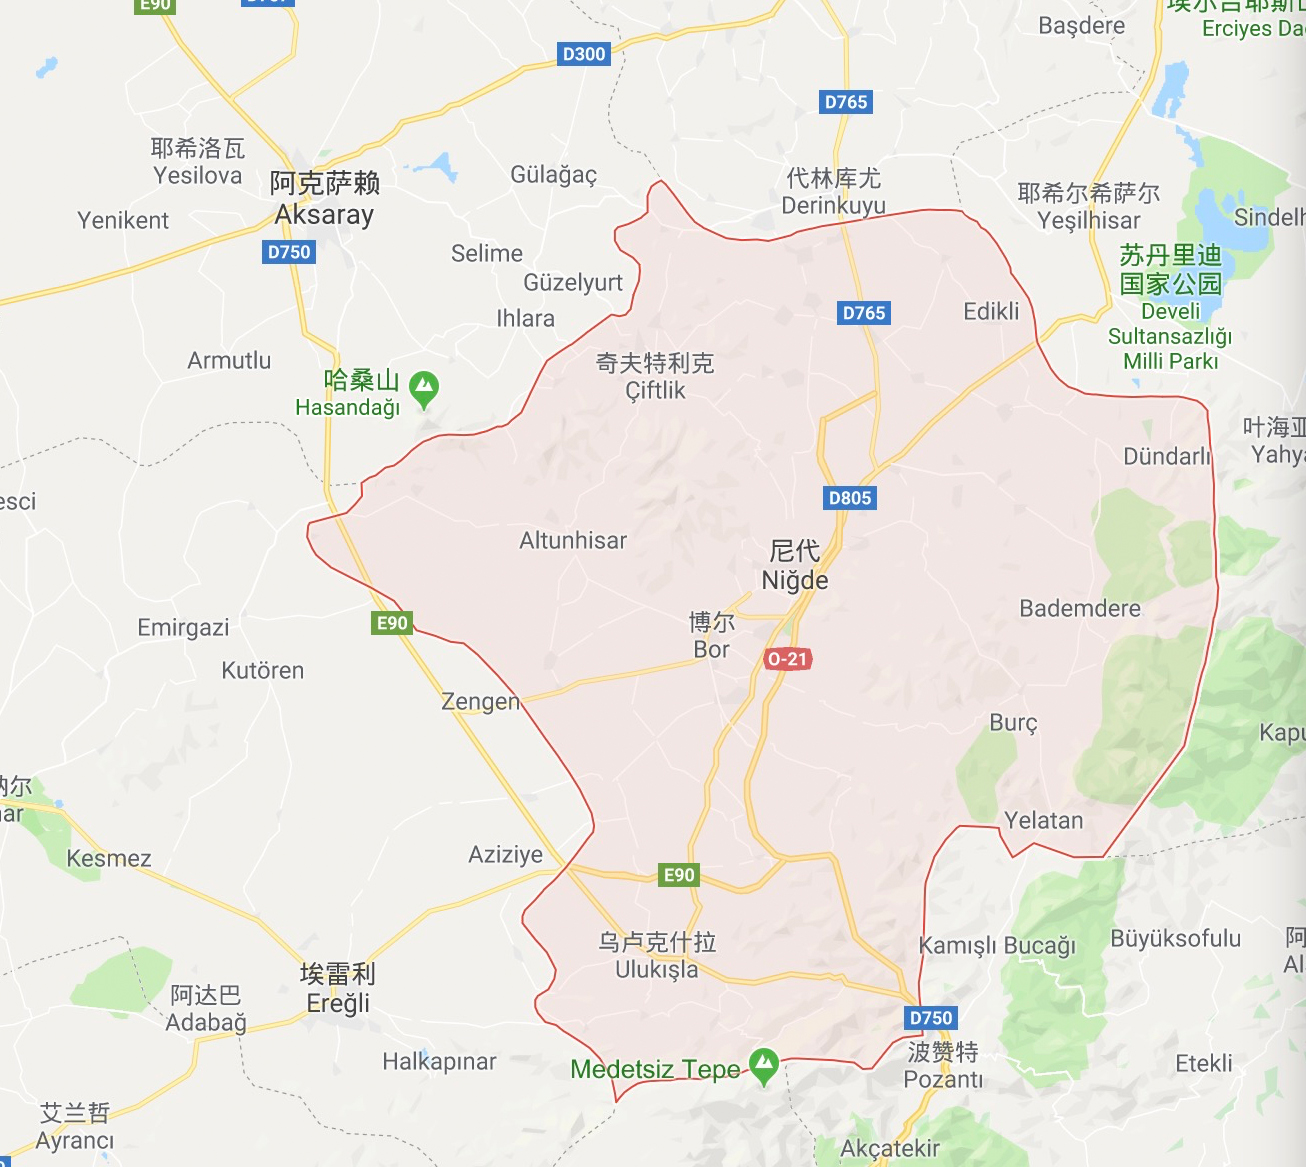 E90
D300
D765
Başdere
Erciyes Da
耶希洛瓦
Yesilova
阿克萨赖
Aksaray
Gülağaç
代林库尤
Derinkuyu
耶希尔希萨尔
Yeşilhisar
Yenikent
D750
Selime
Güzelyurt
Ihlara
Sindelh
苏丹里迪
国家公园
Develi
Sultansazlığı
Milli Parkı
D765
Edikli
Armutlu
哈桑山
Hasandağı
奇夫特利克
Çiftlik
叶海亚
Yahya
Dündarlı
esci
D805
Altunhisar
尼代
Niğde
Bademdere
E90
Emirgazi
博尔
Bor
O-21
Kutören
Zengen
Burç
Kapu
纳尔
nar
Yelatan
Kesmez
Aziziye
E90
乌卢克什拉
Ulukışla
Kamışlı Bucağı
Büyüksofulu
阿
Al
埃雷利
Ereğli
阿达巴
Adabağ
D750
Halkapınar
Medetsiz Tepe
波赞特
Pozantı
Etekli
艾兰哲
Ayrancı
Akçatekir